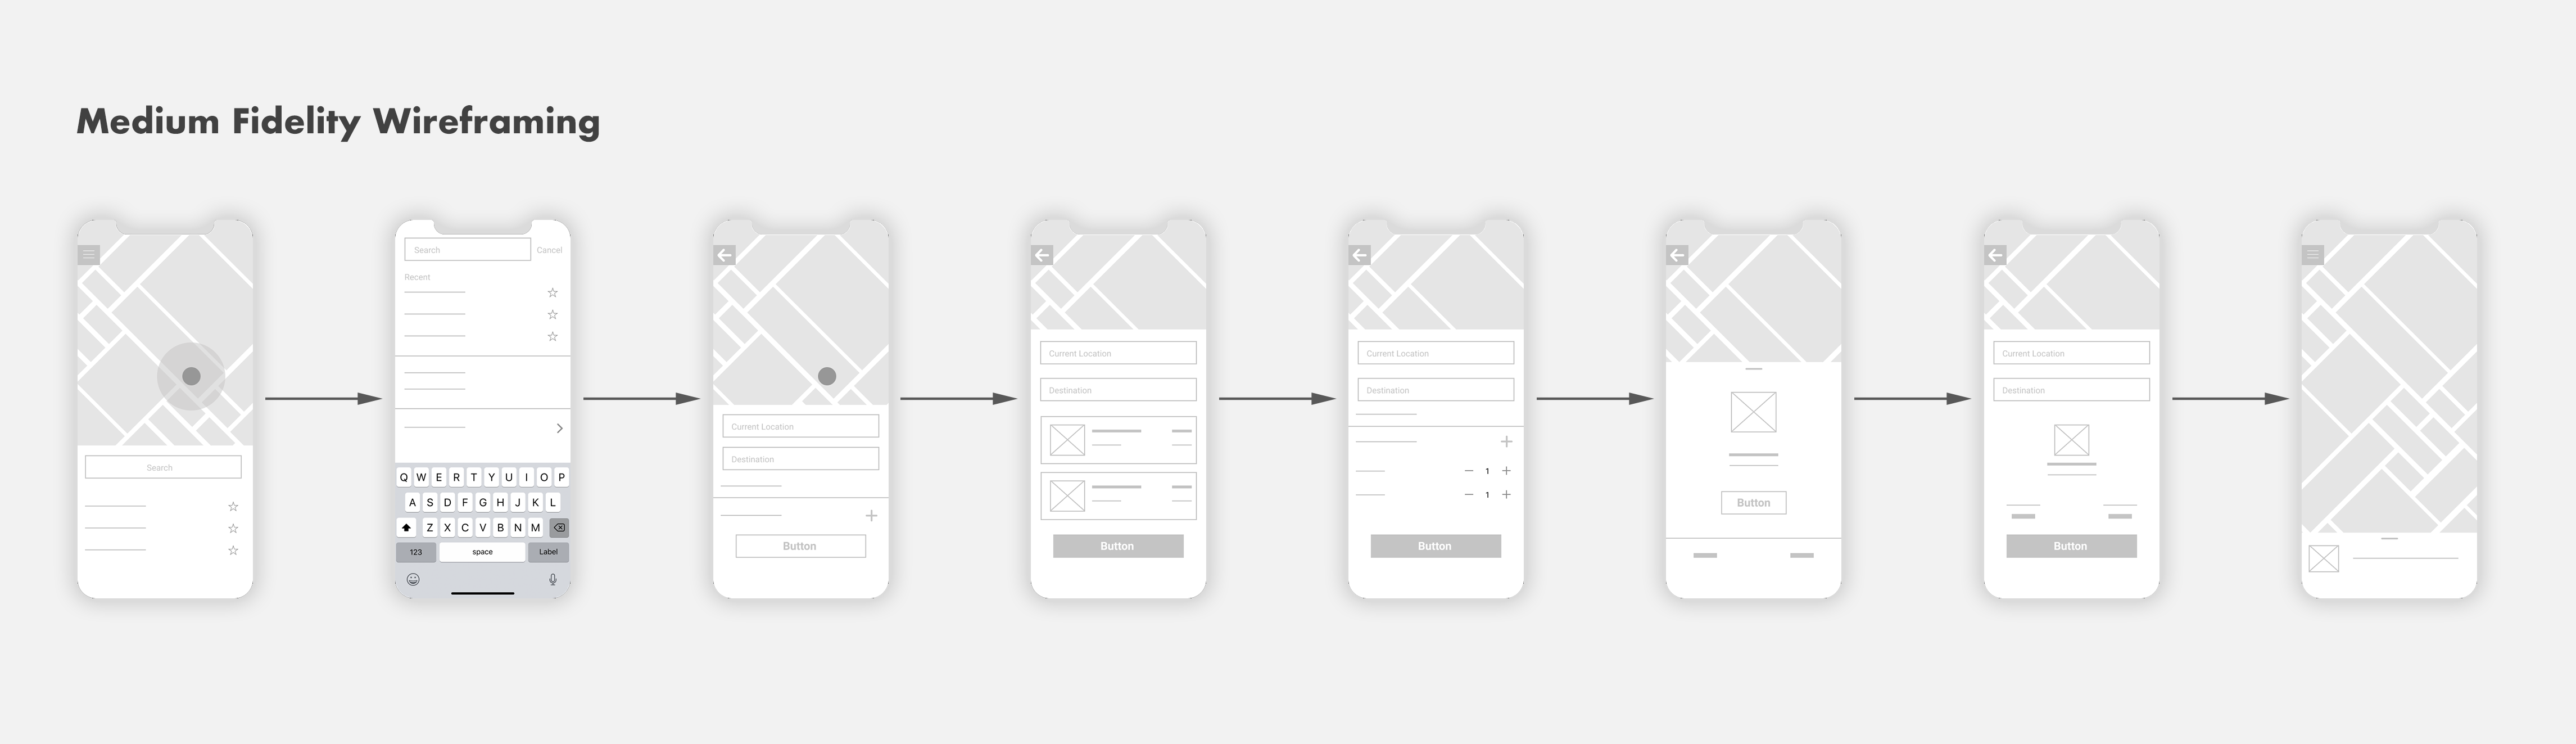 Medium Fidelity Wireframing
Search
Search
Cancel
Recent
Q W E R T Y U I O P
A S D F G H J K L
Z X C V B N M
123
space
Label
Current Location
Destination
Button
Current Location
Destination
Button
Current Location
Destination
1
1
Button
Button
Current Location
Destination
Button